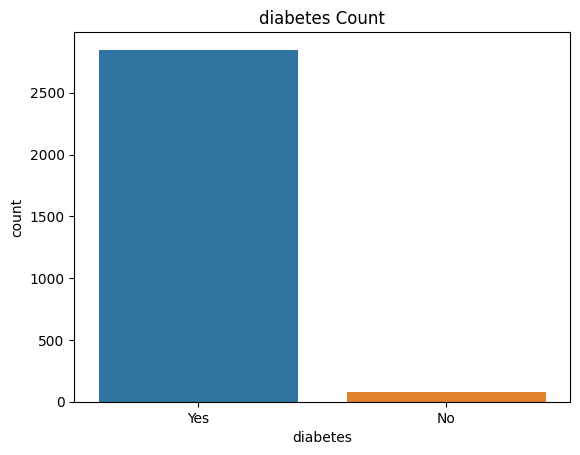 diabetes Count
count
2500
2000
1500
1000
500
0
Yes
No
diabetes